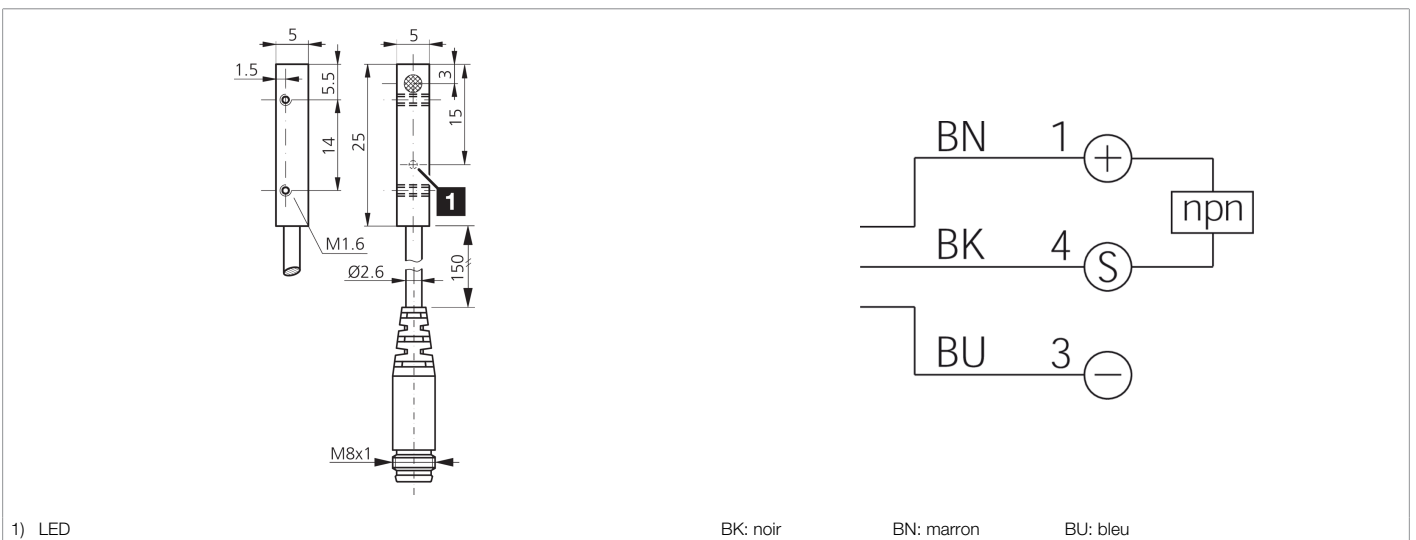 5
5
1.5
5.5
3
14
25
15
1
M1.6
Ø2.6
150
M8x1
BN 1 +
npn
BK 4 S
BU 3 −
1) LED
BK: noir BN: marron BU: bleu